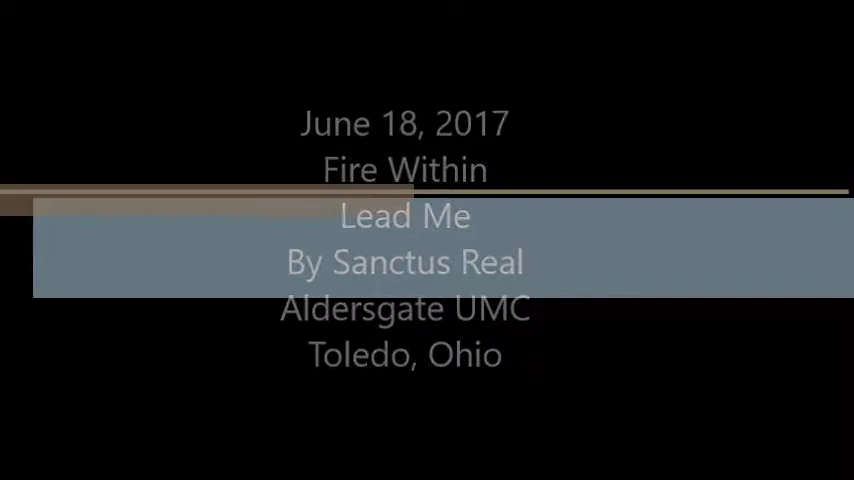 June 18, 2017
Fire Within
Lead Me
By Sanctus Real
Aldersgate UMC
Toledo, Ohio